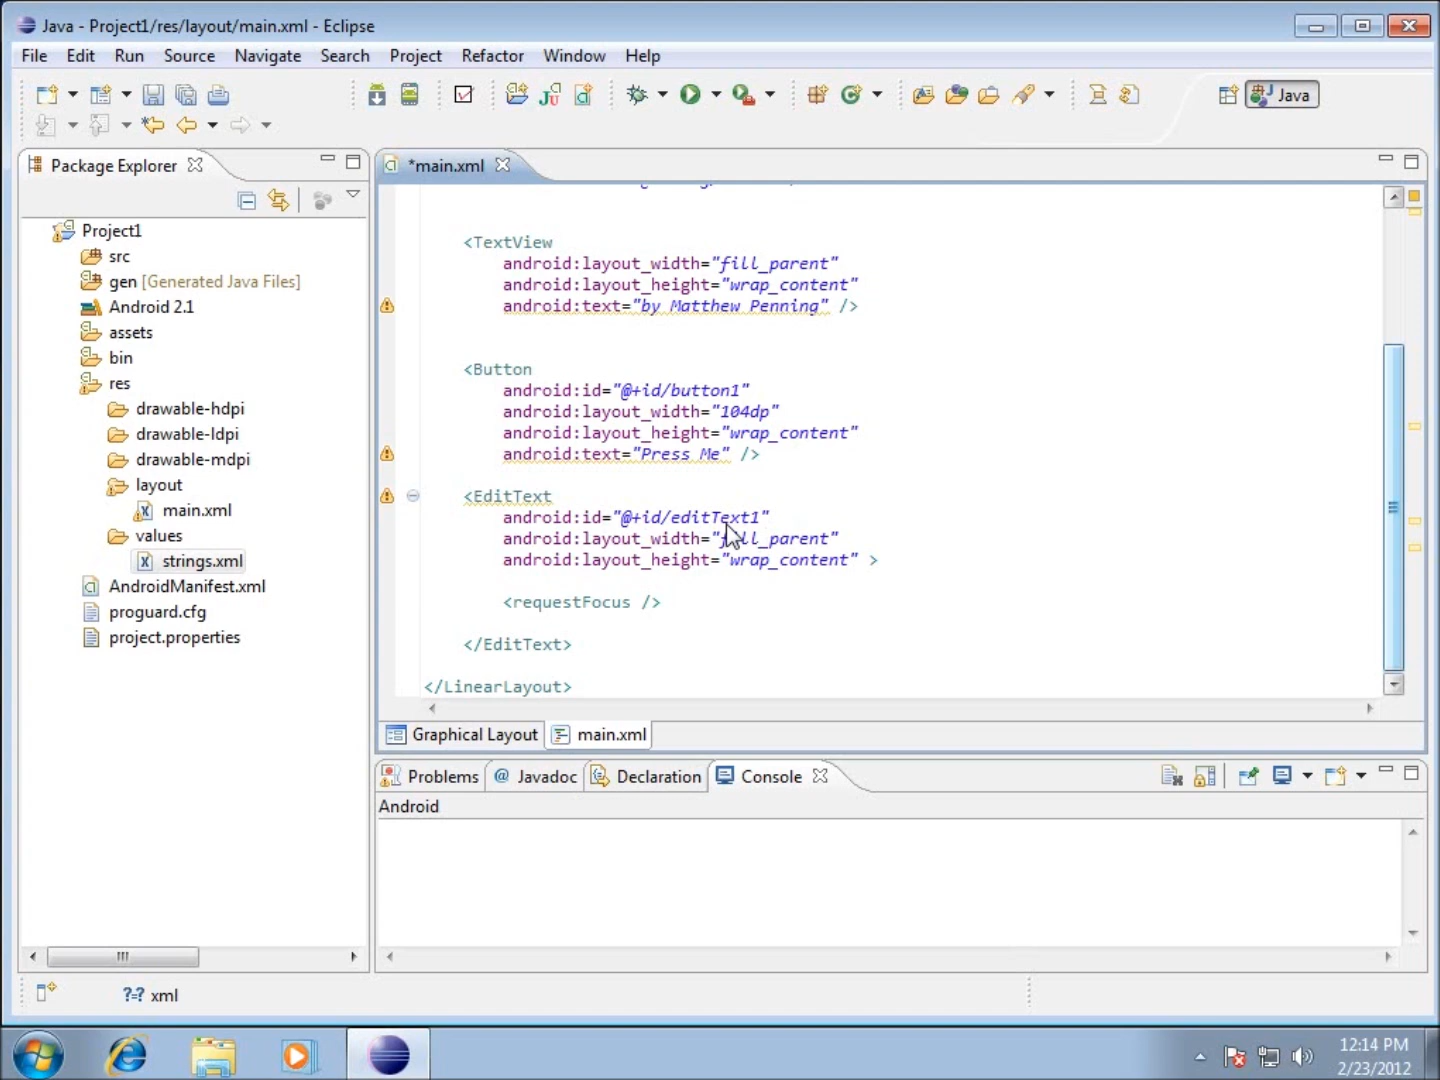 Java - Project1/res/layout/main.xml - Eclipse
File Edit Run Source Navigate Search Project Refactor Window Help
Java
Package Explorer
*main.xml
Project1
src
gen [Generated Java Files]
Android 2.1
assets
bin
res
drawable-hdpi
drawable-ldpi
drawable-mdpi
layout
main.xml
values
strings.xml
AndroidManifest.xml
proguard.cfg
project.properties
<TextView
android:layout_width="fill_parent"
android:layout_height="wrap_content"
android:text="by Matthew Penning" />
<Button
android:id="@+id/button1"
android:layout_width="104dp"
android:layout_height="wrap_content"
android:text="Press Me" />
<EditText
android:id="@+id/editText1"
android:layout_width="fill_parent"
android:layout_height="wrap_content" >
<requestFocus />
</EditText>
</LinearLayout>
Graphical Layout main.xml
Problems @ Javadoc Declaration Console
Android
?=? xml
12:14 PM
2/23/2012